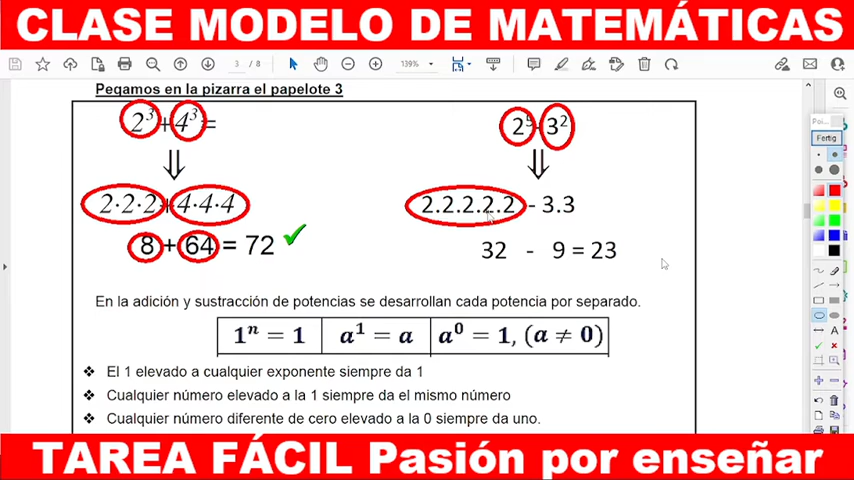 CLASE MODELO DE MATEMÁTICAS
3 / 8
139%
Pegamos en la pizarra el papelote 3
2³+4³=
2⁵-3²
2·2·2+4·4·4
2.2.2.2.2 - 3.3
8 + 64 = 72
32 - 9 = 23
En la adición y sustracción de potencias se desarrollan cada potencia por separado.
1ⁿ = 1 a¹ = a a⁰ = 1, (a ≠ 0)
❖ El 1 elevado a cualquier exponente siempre da 1
❖ Cualquier número elevado a la 1 siempre da el mismo número
❖ Cualquier número diferente de cero elevado a la 0 siempre da uno.
Fertig
A
TAREA FÁCIL Pasión por enseñar